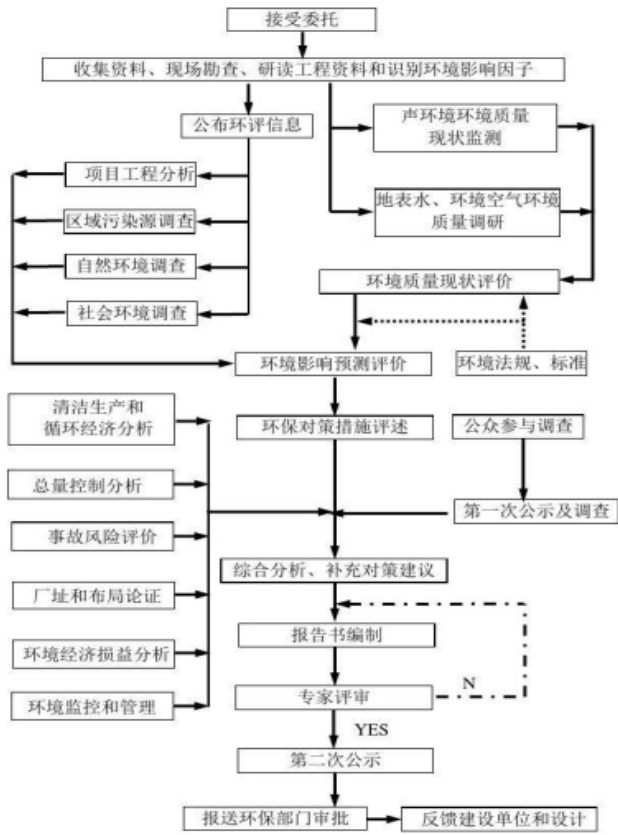 接受委托
收集资料、现场勘查、研读工程资料和识别环境影响因子
公布环评信息
声环境环境质量
现状监测
项目工程分析
区域污染源调查
地表水、环境空气环境
质量调研
自然环境调查
环境质量现状评价
社会环境调查
环境影响预测评价
环境法规、标准
清洁生产和
循环经济分析
环保对策措施评述
公众参与调查
总量控制分析
第一次公示及调查
事故风险评价
综合分析、补充对策建议
厂址和布局论证
报告书编制
环境经济损益分析
专家评审
N
环境监控和管理
YES
第二次公示
报送环保部门审批
反馈建设单位和设计